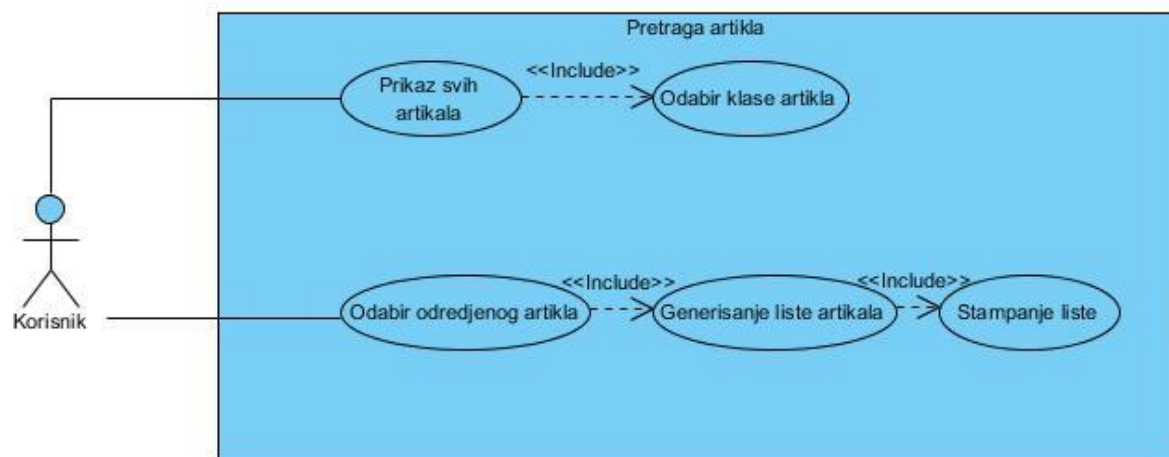 Pretraga artikla
<<Include>>
Prikaz svih
artikala
Odabir klase artikla
Korisnik
<<Include>>
<<Include>>
Odabir odredjenog artikla
Generisanje liste artikala
Stampanje liste